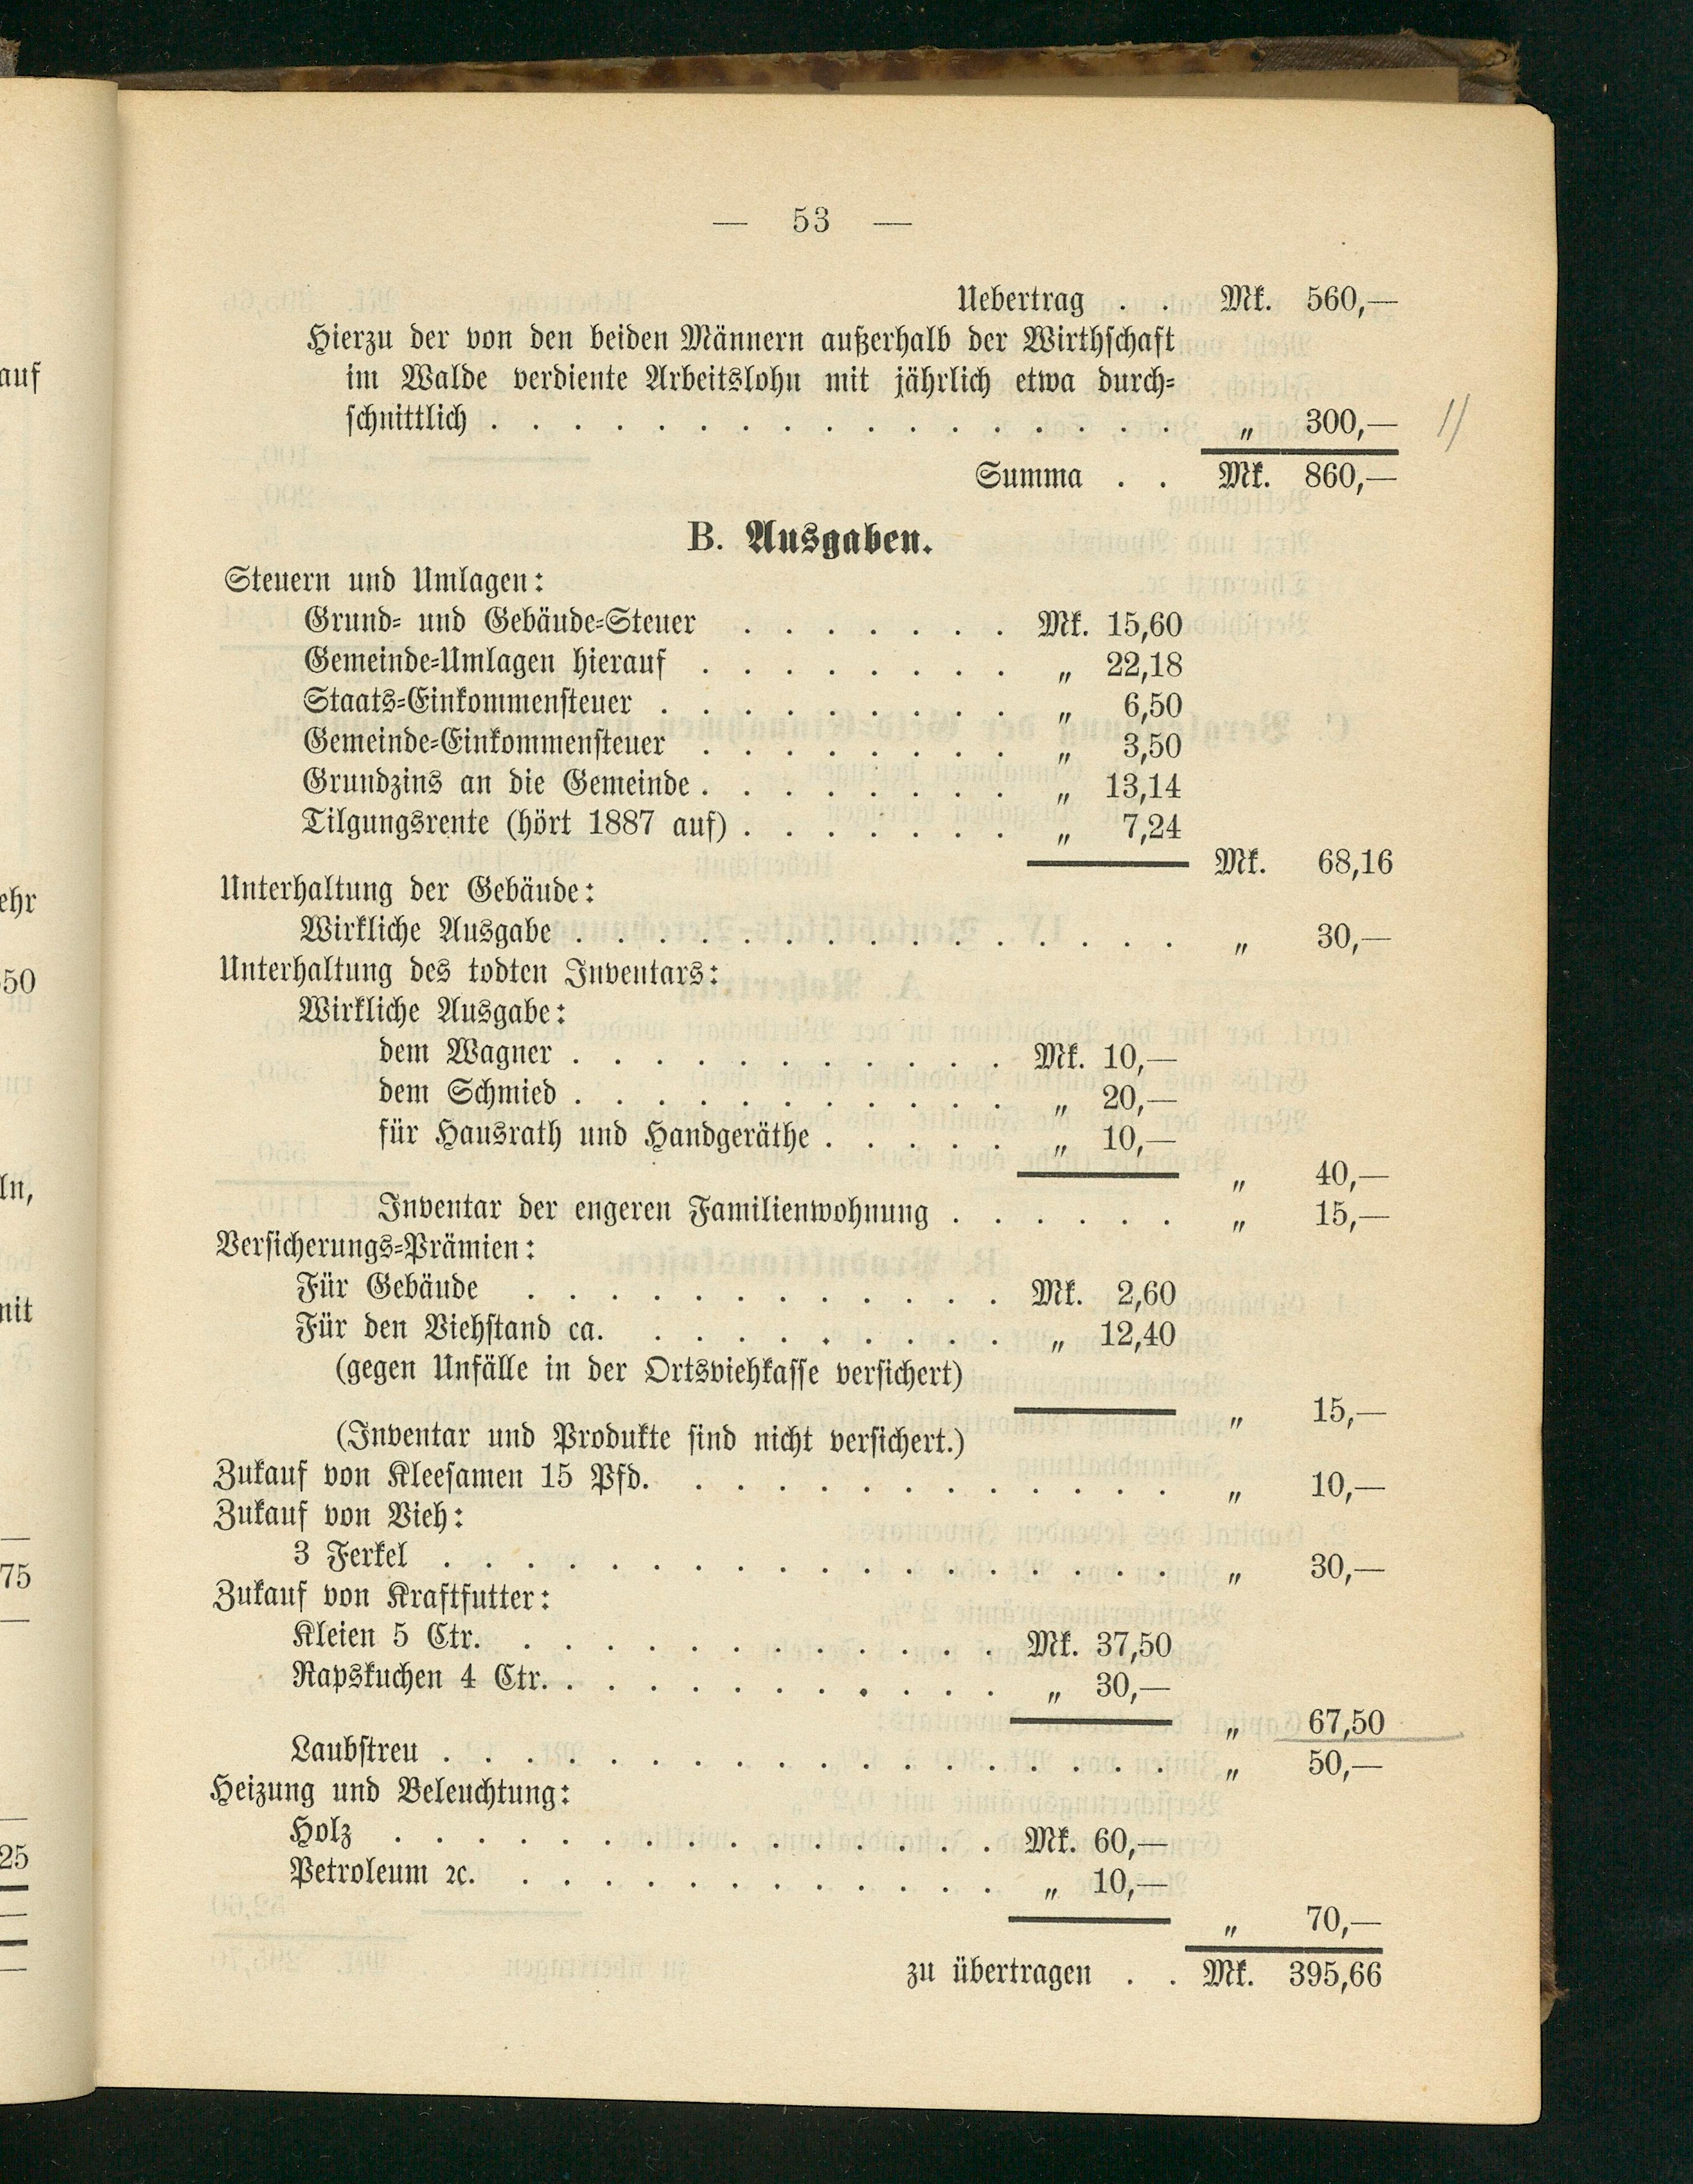 — 53 —
Uebertrag . . Mk. 560,—
Hierzu der von den beiden Männern außerhalb der Wirthschaft
im Walde verdiente Arbeitslohn mit jährlich etwa durch-
schnittlich . . . . . . . . . . . . . . . . . „ 300,—
Summa . . Mk. 860,—
B. Ausgaben.
Steuern und Umlagen:
Grund- und Gebäude-Steuer . . . . . . . Mk. 15,60
Gemeinde-Umlagen hierauf . . . . . . . . „ 22,18
Staats-Einkommensteuer . . . . . . . . . „ 6,50
Gemeinde-Einkommensteuer . . . . . . . . „ 3,50
Grundzins an die Gemeinde . . . . . . . . „ 13,14
Tilgungsrente (hört 1887 auf) . . . . . . . „ 7,24
Mk. 68,16
Unterhaltung der Gebäude:
Wirkliche Ausgabe . . . . . . . . . . . . . . . „ 30,—
Unterhaltung des todten Inventars:
Wirkliche Ausgabe:
dem Wagner . . . . . . . . . . . Mk. 10,—
dem Schmied . . . . . . . . . . . „ 20,—
für Hausrath und Handgeräthe . . . . . „ 10,—
„ 40,—
Inventar der engeren Familienwohnung . . . . . . „ 15,—
Versicherungs-Prämien:
Für Gebäude . . . . . . . . . . . . Mk. 2,60
Für den Viehstand ca. . . . . . . . . . „ 12,40
(gegen Unfälle in der Ortsviehkasse versichert)
„ 15,—
(Inventar und Produkte sind nicht versichert.)
Zukauf von Kleesamen 15 Pfd. . . . . . . . . . . . . „ 10,—
Zukauf von Vieh:
3 Ferkel . . . . . . . . . . . . . . . . . . „ 30,—
Zukauf von Kraftfutter:
Kleien 5 Ctr. . . . . . . . . . . . . Mk. 37,50
Rapskuchen 4 Ctr. . . . . . . . . . . . „ 30,—
„ 67,50
Laubstreu . . . . . . . . . . . . . . . . . . „ 50,—
Heizung und Beleuchtung:
Holz . . . . . . . . . . . . . . . Mk. 60,—
Petroleum ꝛc. . . . . . . . . . . . . „ 10,—
„ 70,—
zu übertragen . . Mk. 395,66
auf
ehr
50
ln,
mit
—
75
—
—
25
—
—